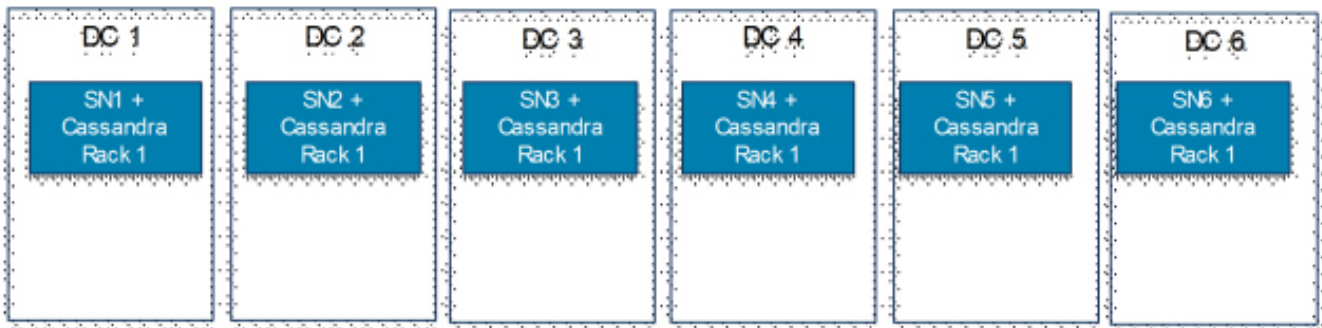 DC 1
SN1 +
Cassandra
Rack 1
DC 2
SN2 +
Cassandra
Rack 1
DC 3
SN3 +
Cassandra
Rack 1
DC 4
SN4 +
Cassandra
Rack 1
DC 5
SN5 +
Cassandra
Rack 1
DC 6
SN6 +
Cassandra
Rack 1